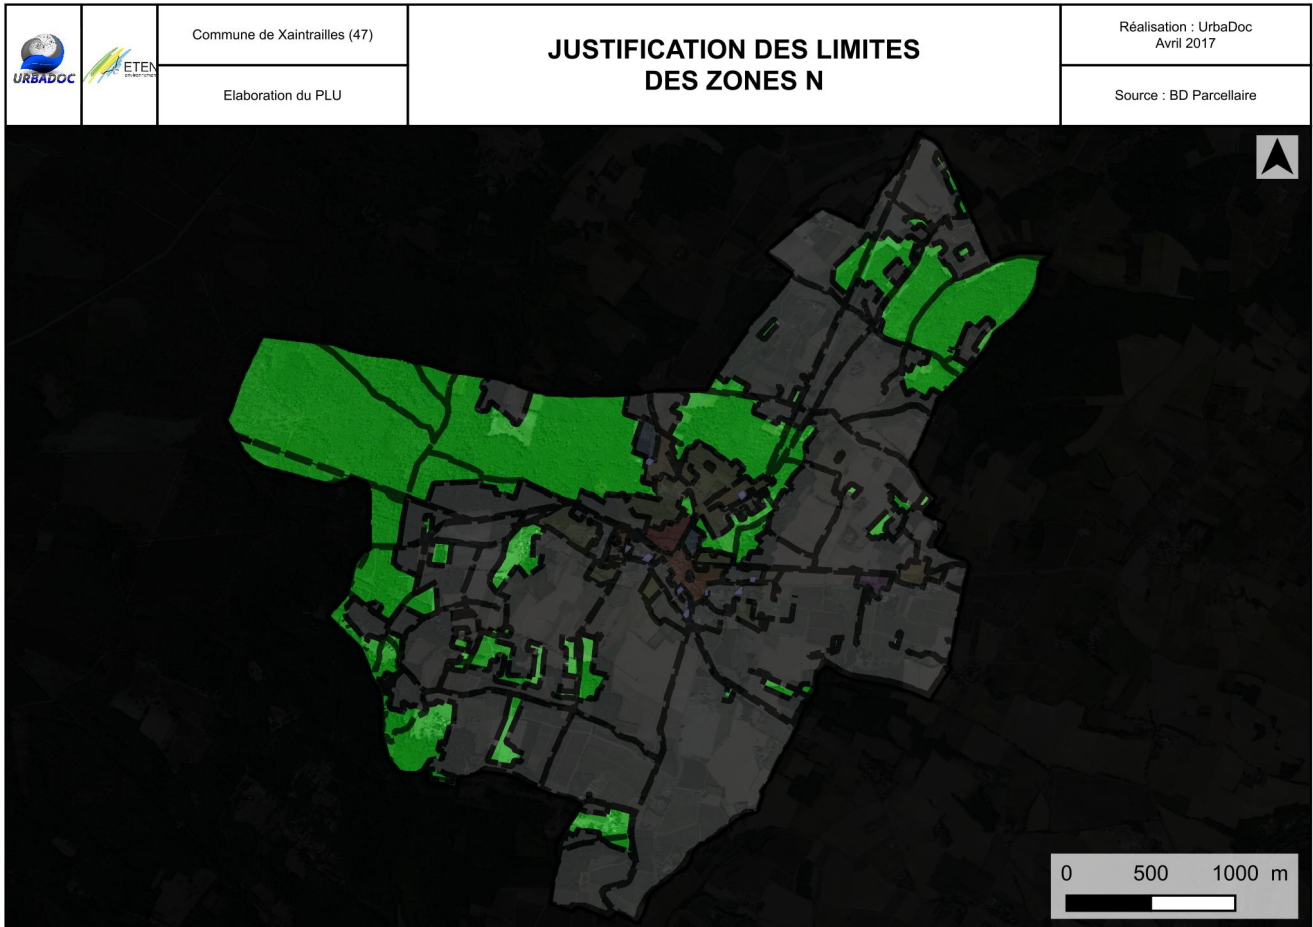 URBADOC
ETEN
environnement
Commune de Xaintrailles (47)
Elaboration du PLU
JUSTIFICATION DES LIMITES
DES ZONES N
Réalisation : UrbaDoc
Avril 2017
Source : BD Parcellaire
0 500 1000 m